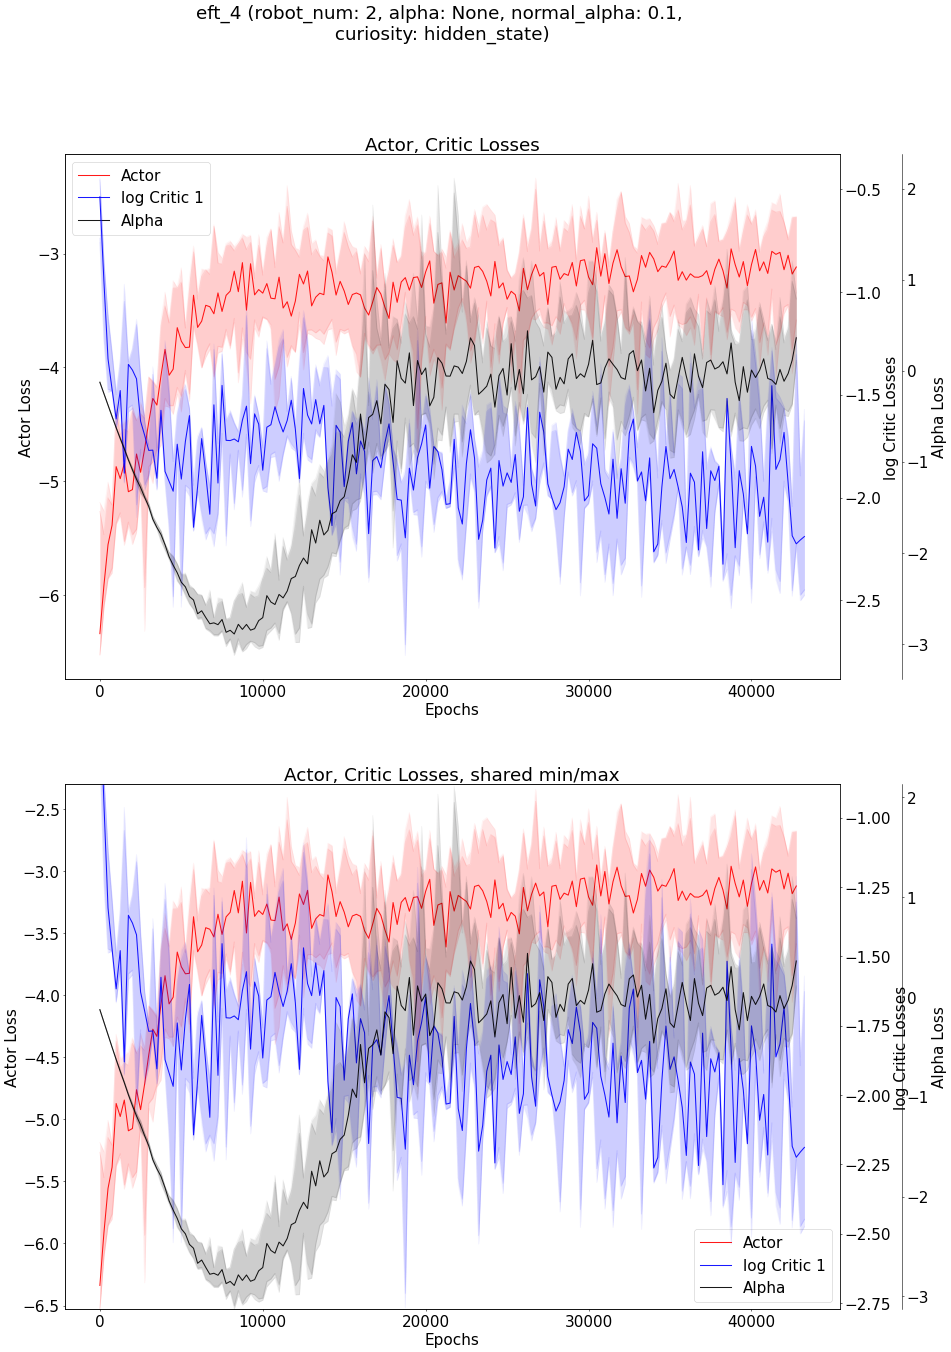 eft_4 (robot_num: 2, alpha: None, normal_alpha: 0.1,
curiosity: hidden_state)
Actor, Critic Losses
Actor
log Critic 1
Alpha
−3
−4
−5
−6
Actor Loss
−0.5
−1.0
−1.5
−2.0
−2.5
log Critic Losses
2
1
0
−1
−2
−3
Alpha Loss
0
10000
20000
30000
40000
Epochs
Actor, Critic Losses, shared min/max
−2.5
−3.0
−3.5
−4.0
−4.5
−5.0
−5.5
−6.0
−6.5
Actor Loss
−1.00
−1.25
−1.50
−1.75
−2.00
−2.25
−2.50
−2.75
log Critic Losses
2
1
0
−1
−2
−3
Alpha Loss
Actor
log Critic 1
Alpha
0
10000
20000
30000
40000
Epochs